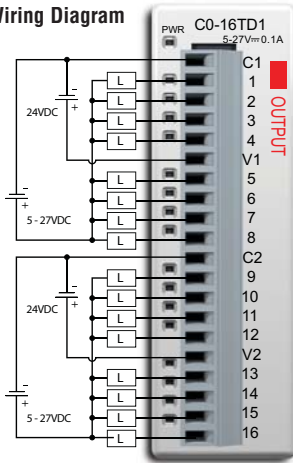 Wiring Diagram
PWR
C0-16TD1
5-27V⎓0.1A
OUTPUT
C1
L 1
L 2
L 3
24VDC
L 4
V1
L 5
L 6
L 7
5 - 27VDC
L 8
C2
L 9
L 10
24VDC
L 11
L 12
V2
L 13
L 14
5 - 27VDC
L 15
L 16